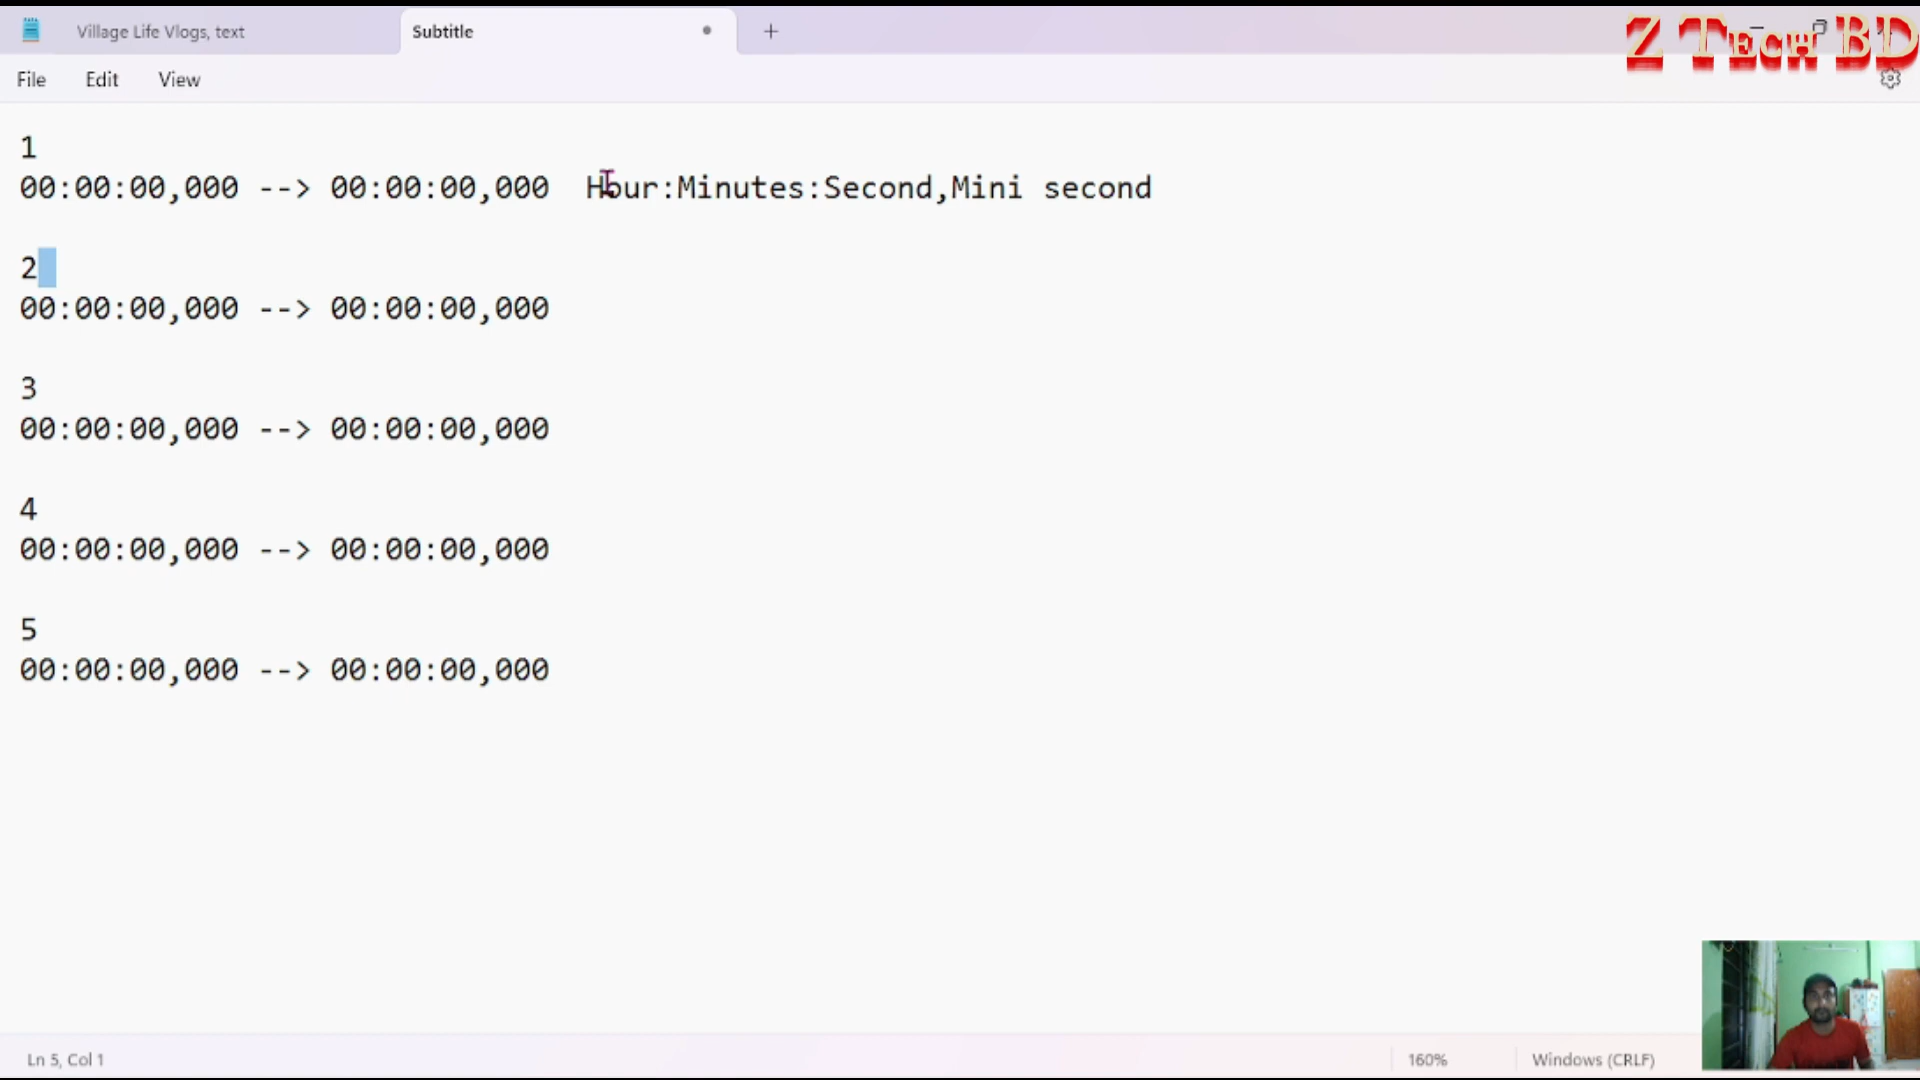 Village Life Vlogs, text
Subtitle
Z Tech BD
File Edit View
1
00:00:00,000 --> 00:00:00,000  Hour:Minutes:Second,Mini second
2
00:00:00,000 --> 00:00:00,000
3
00:00:00,000 --> 00:00:00,000
4
00:00:00,000 --> 00:00:00,000
5
00:00:00,000 --> 00:00:00,000
Ln 5, Col 1
160%
Windows (CRLF)